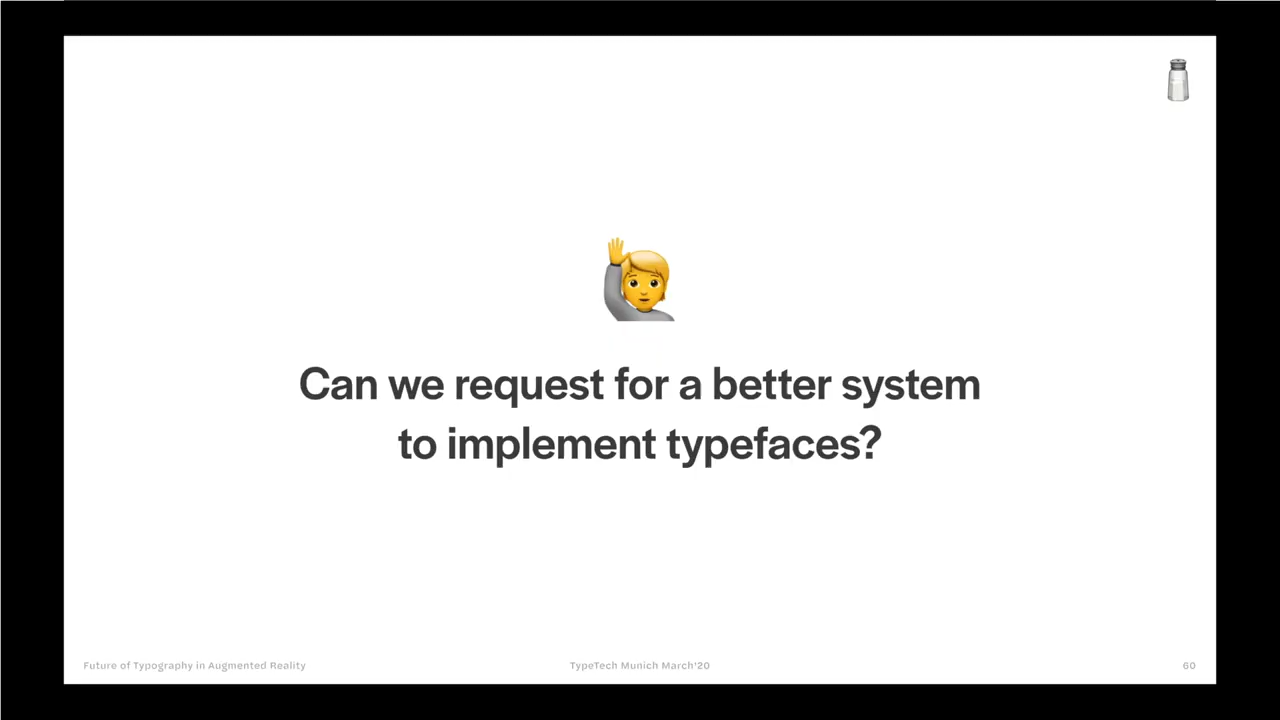 Can we request for a better system
to implement typefaces?
Future of Typography in Augmented Reality
TypeTech Munich March'20
60